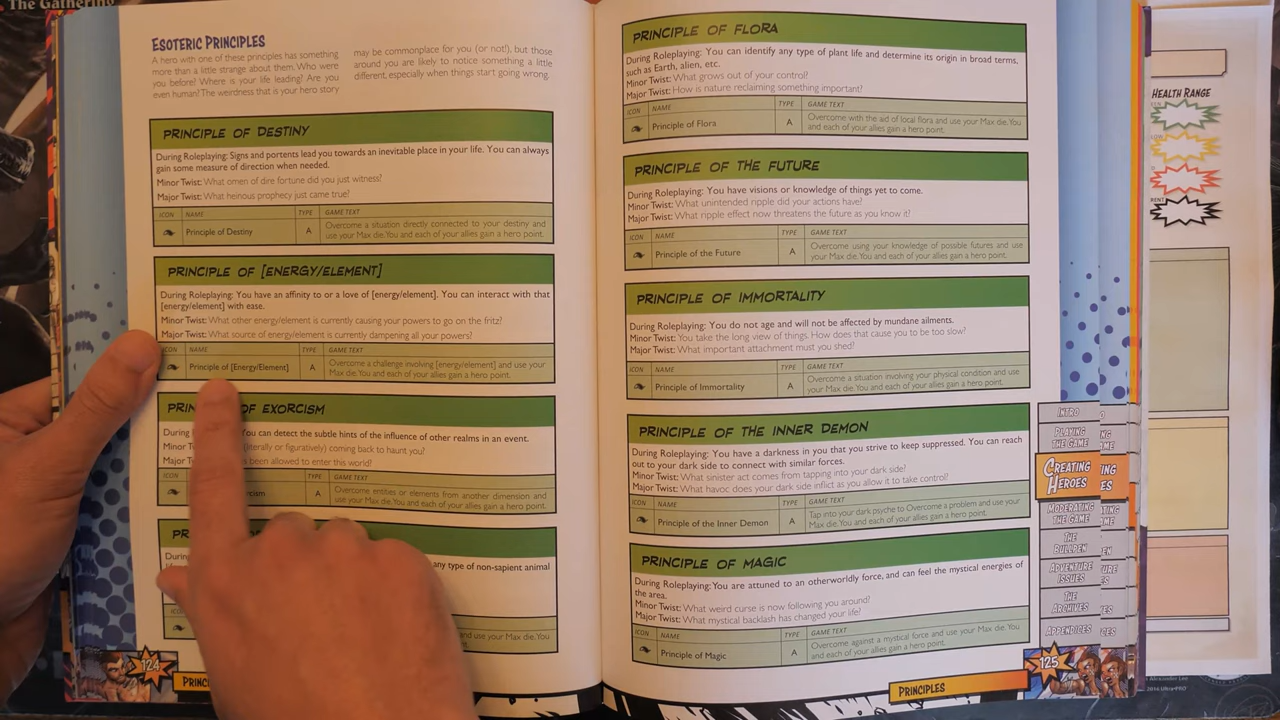 The Gathering
ESOTERIC PRINCIPLES
A hero with one of these principles has something
more than a little strange about them. Who were
you before? Where is your life leading? Are you
even human? The weirdness that is your hero story
may be commonplace for you (or not!), but those
around you are likely to notice something a little
different, especially when things start going wrong.
PRINCIPLE OF DESTINY
During Roleplaying: Signs and portents lead you towards an inevitable place in your life. You can always
gain some measure of direction when needed.
Minor Twist: What omen of dire fortune did you just witness?
Major Twist: What heinous prophecy just came true?
ICON NAME TYPE GAME TEXT
Principle of Destiny A Overcome a situation directly connected to your destiny and
use your Max die. You and each of your allies gain a hero point.
PRINCIPLE OF [ENERGY/ELEMENT]
During Roleplaying: You have an affinity to or a love of [energy/element]. You can interact with that
[energy/element] with ease.
Minor Twist: What other energy/element is currently causing your powers to go on the fritz?
Major Twist: What source of energy/element is currently dampening all your powers?
ICON NAME TYPE GAME TEXT
Principle of [Energy/Element] A Overcome a challenge involving [energy/element] and use your
Max die. You and each of your allies gain a hero point.
OF EXORCISM
You can detect the subtle hints of the influence of other realms in an event.
(literally or figuratively) coming back to haunt you?
been allowed to enter this world?
TYPE GAME TEXT
A Overcome entities or elements from another dimension and
use your Max die. You and each of your allies gain a hero point.
any type of non-sapient animal
and use your Max die. You
124
PRINCIPLE OF FLORA
During Roleplaying: You can identify any type of plant life and determine its origin in broad terms,
such as Earth, alien, etc.
Minor Twist: What grows out of your control?
Major Twist: How is nature reclaiming something important?
ICON NAME TYPE GAME TEXT
Principle of Flora A Overcome with the aid of local flora and use your Max die. You
and each of your allies gain a hero point.
PRINCIPLE OF THE FUTURE
During Roleplaying: You have visions or knowledge of things yet to come.
Minor Twist: What unintended ripple did your actions have?
Major Twist: What ripple effect now threatens the future as you know it?
ICON NAME TYPE GAME TEXT
Principle of the Future A Overcome using your knowledge of possible futures and use
your Max die. You and each of your allies gain a hero point.
PRINCIPLE OF IMMORTALITY
During Roleplaying: You do not age and will not be affected by mundane ailments.
Minor Twist: You take the long view of things. How does that cause you to be too slow?
Major Twist: What important attachment must you shed?
ICON NAME TYPE GAME TEXT
Principle of Immortality A Overcome a situation involving your physical condition and use
your Max die. You and each of your allies gain a hero point.
PRINCIPLE OF THE INNER DEMON
During Roleplaying: You have a darkness in you that you strive to keep suppressed. You can reach
out to your dark side to connect with similar forces.
Minor Twist: What sinister act comes from tapping into your dark side?
Major Twist: What havoc does your dark side inflict as you allow it to take control?
ICON NAME TYPE GAME TEXT
Principle of the Inner Demon A Tap into your dark psyche to Overcome a problem and use your
Max die. You and each of your allies gain a hero point.
PRINCIPLE OF MAGIC
During Roleplaying: You are attuned to an otherworldly force, and can feel the mystical energies of
the area.
Minor Twist: What weird curse is now following you around?
Major Twist: What mystical backlash has changed your life?
ICON NAME TYPE GAME TEXT
Principle of Magic A Overcome against a mystical force and use your Max die. You
and each of your allies gain a hero point.
PRINCIPLES
125
INTRO
PLAYING
THE GAME
CREATING
HEROES
MODERATING
THE GAME
THE
BULLPEN
ADVENTURE
ISSUES
THE
ARCHIVES
APPENDICES
HEALTH RANGE